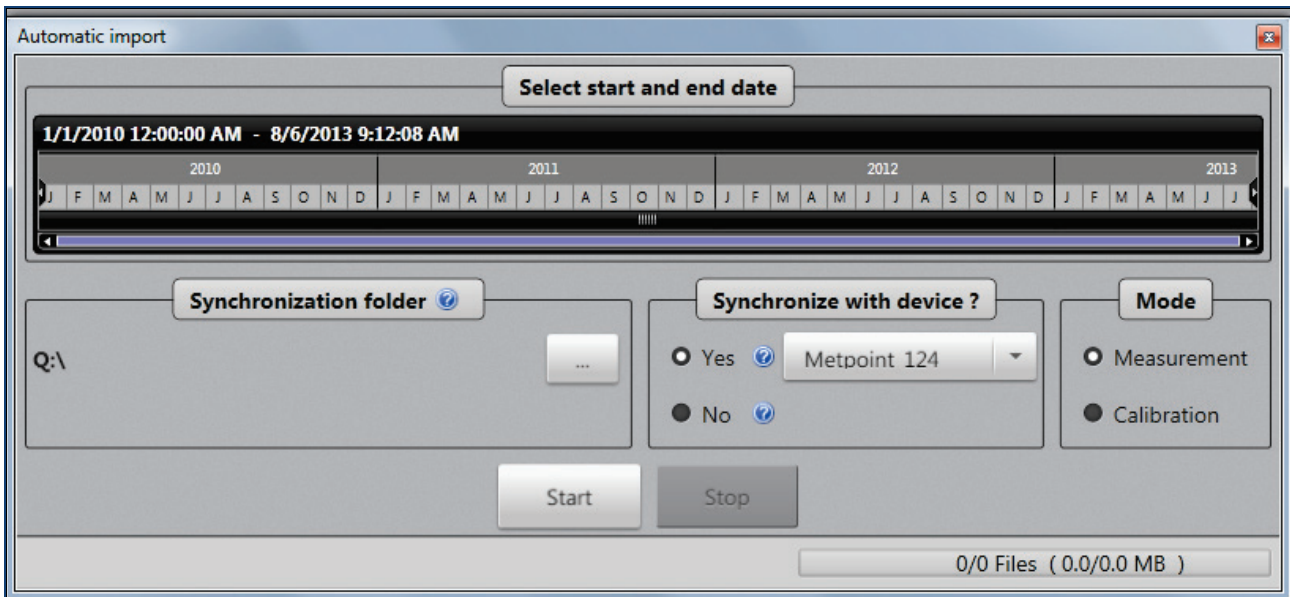 Automatic import
Select start and end date
1/1/2010 12:00:00 AM - 8/6/2013 9:12:08 AM
2010 2011 2012 2013
J F M A M J J A S O N D J F M A M J J A S O N D J F M A M J J A S O N D J F M A M J J
Synchronization folder ?
Q:\
...
Synchronize with device ?
Yes ? Metpoint 124
No ?
Mode
Measurement
Calibration
Start Stop
0/0 Files ( 0.0/0.0 MB )